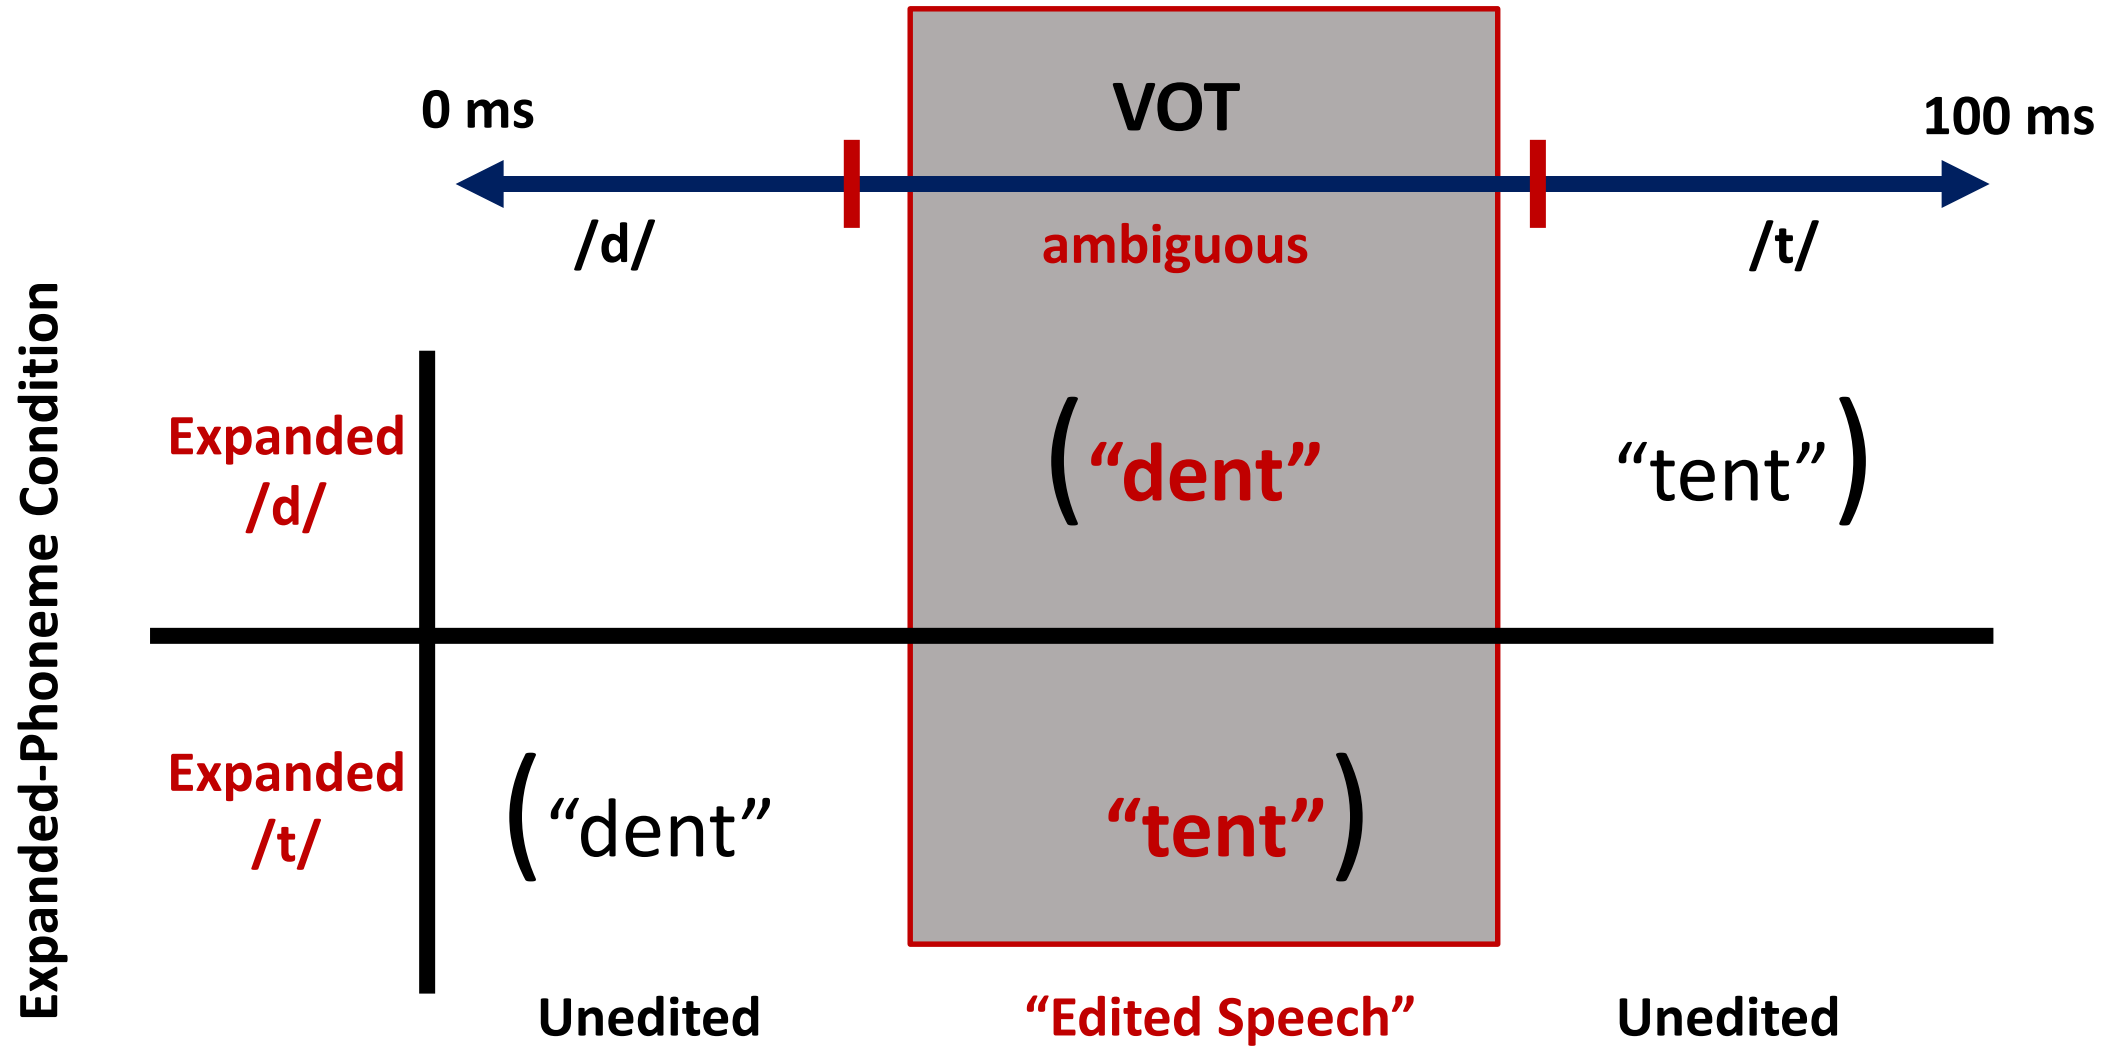 VOT
0 ms
100 ms
/d/
ambiguous
/t/
Expanded-Phoneme Condition
Expanded
/d/
(“dent” “tent”)
Expanded
/t/
(“dent” “tent”)
Unedited
“Edited Speech”
Unedited